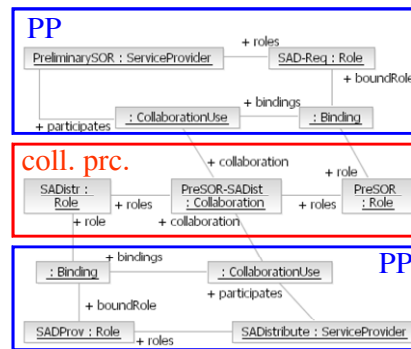 PP
+ roles
PreliminarySOR : ServiceProvider
SAD-Req : Role
+ boundRole
+ bindings
: CollaborationUse
: Binding
+ participates
coll. prc.
+ collaboration
+ role
SADistr :
Role
+ roles
PreSOR-SADist
: Collaboration
+ roles
PreSOR
: Role
+ role
+ collaboration
PP
+ bindings
: Binding
: CollaborationUse
+ boundRole
+ participates
SADProv : Role
+ roles
SADistribute : ServiceProvider